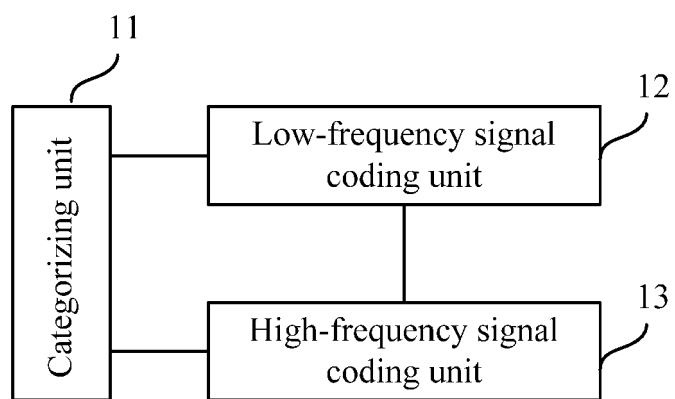 11
Categorizing unit
12
Low-frequency signal
coding unit
13
High-frequency signal
coding unit